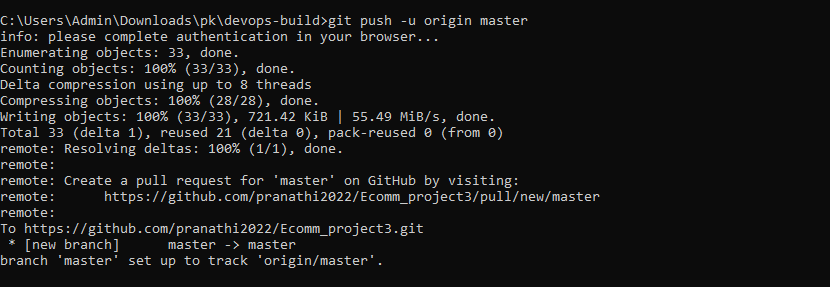 C:\Users\Admin\Downloads\pk\devops-build>git push -u origin master
info: please complete authentication in your browser...
Enumerating objects: 33, done.
Counting objects: 100% (33/33), done.
Delta compression using up to 8 threads
Compressing objects: 100% (28/28), done.
Writing objects: 100% (33/33), 721.42 KiB | 55.49 MiB/s, done.
Total 33 (delta 1), reused 21 (delta 0), pack-reused 0 (from 0)
remote: Resolving deltas: 100% (1/1), done.
remote:
remote: Create a pull request for 'master' on GitHub by visiting:
remote:      https://github.com/pranathi2022/Ecomm_project3/pull/new/master
remote:
To https://github.com/pranathi2022/Ecomm_project3.git
 * [new branch]      master -> master
branch 'master' set up to track 'origin/master'.